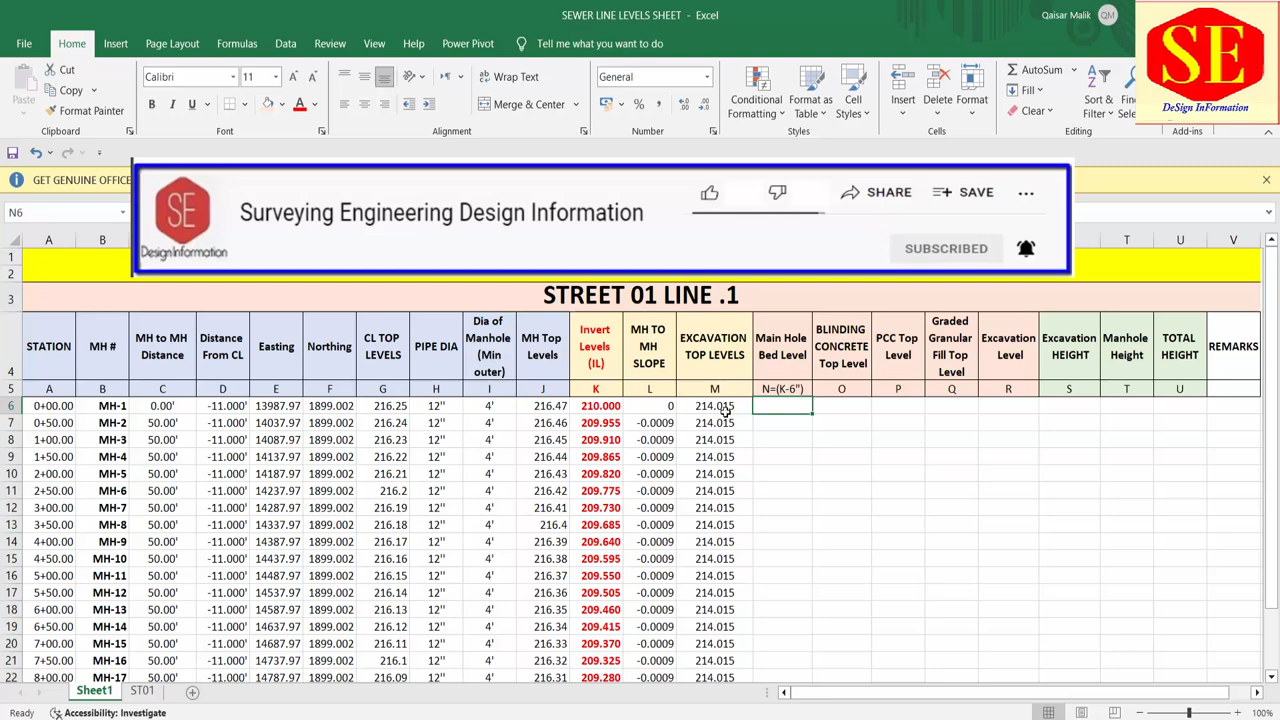 SEWER LINE LEVELS SHEET - Excel
Qaisar Malik QM
File Home Insert Page Layout Formulas Data Review View Help Power Pivot Tell me what you want to do
SE
DeSign InFormation
Cut
Copy
Format Painter
Paste
Clipboard
Calibri 11
B I U
Font
Wrap Text
Merge & Center
Alignment
General
Number
Conditional Formatting
Format as Table
Cell Styles
Styles
Insert Delete Format
Cells
AutoSum
Fill
Clear
Sort & Filter
Editing
Add-ins
GET GENUINE OFFICE
SE
Design Information
Surveying Engineering Design Information
SHARE SAVE
SUBSCRIBED
N6
A B T U V
1
2
3 STREET 01 LINE .1
4 STATION MH # MH to MH Distance Distance From CL Easting Northing CL TOP LEVELS PIPE DIA Dia of Manhole (Min outer) MH Top Levels Invert Levels (IL) MH TO MH SLOPE EXCAVATION TOP LEVELS Main Hole Bed Level BLINDING CONCRETE Top Level PCC Top Level Graded Granular Fill Top Level Excavation Level Excavation HEIGHT Manhole Height TOTAL HEIGHT REMARKS
5 A B C D E F G H I J K L M N=(K-6") O P Q R S T U
6 0+00.00 MH-1 0.00' -11.000' 13987.97 1899.002 216.25 12" 4' 216.47 210.000 0 214.015
7 0+50.00 MH-2 50.00' -11.000' 14037.97 1899.002 216.24 12" 4' 216.46 209.955 -0.0009 214.015
8 1+00.00 MH-3 50.00' -11.000' 14087.97 1899.002 216.23 12" 4' 216.45 209.910 -0.0009 214.015
9 1+50.00 MH-4 50.00' -11.000' 14137.97 1899.002 216.22 12" 4' 216.44 209.865 -0.0009 214.015
10 2+00.00 MH-5 50.00' -11.000' 14187.97 1899.002 216.21 12" 4' 216.43 209.820 -0.0009 214.015
11 2+50.00 MH-6 50.00' -11.000' 14237.97 1899.002 216.2 12" 4' 216.42 209.775 -0.0009 214.015
12 3+00.00 MH-7 50.00' -11.000' 14287.97 1899.002 216.19 12" 4' 216.41 209.730 -0.0009 214.015
13 3+50.00 MH-8 50.00' -11.000' 14337.97 1899.002 216.18 12" 4' 216.4 209.685 -0.0009 214.015
14 4+00.00 MH-9 50.00' -11.000' 14387.97 1899.002 216.17 12" 4' 216.39 209.640 -0.0009 214.015
15 4+50.00 MH-10 50.00' -11.000' 14437.97 1899.002 216.16 12" 4' 216.38 209.595 -0.0009 214.015
16 5+00.00 MH-11 50.00' -11.000' 14487.97 1899.002 216.15 12" 4' 216.37 209.550 -0.0009 214.015
17 5+50.00 MH-12 50.00' -11.000' 14537.97 1899.002 216.14 12" 4' 216.36 209.505 -0.0009 214.015
18 6+00.00 MH-13 50.00' -11.000' 14587.97 1899.002 216.13 12" 4' 216.35 209.460 -0.0009 214.015
19 6+50.00 MH-14 50.00' -11.000' 14637.97 1899.002 216.12 12" 4' 216.34 209.415 -0.0009 214.015
20 7+00.00 MH-15 50.00' -11.000' 14687.97 1899.002 216.11 12" 4' 216.33 209.370 -0.0009 214.015
21 7+50.00 MH-16 50.00' -11.000' 14737.97 1899.002 216.1 12" 4' 216.32 209.325 -0.0009 214.015
22 8+00.00 MH-17 50.00' -11.000' 14787.97 1899.002 216.09 12" 4' 216.31 209.280 -0.0009 214.015
Sheet1 ST01
Ready Accessibility: Investigate 100%